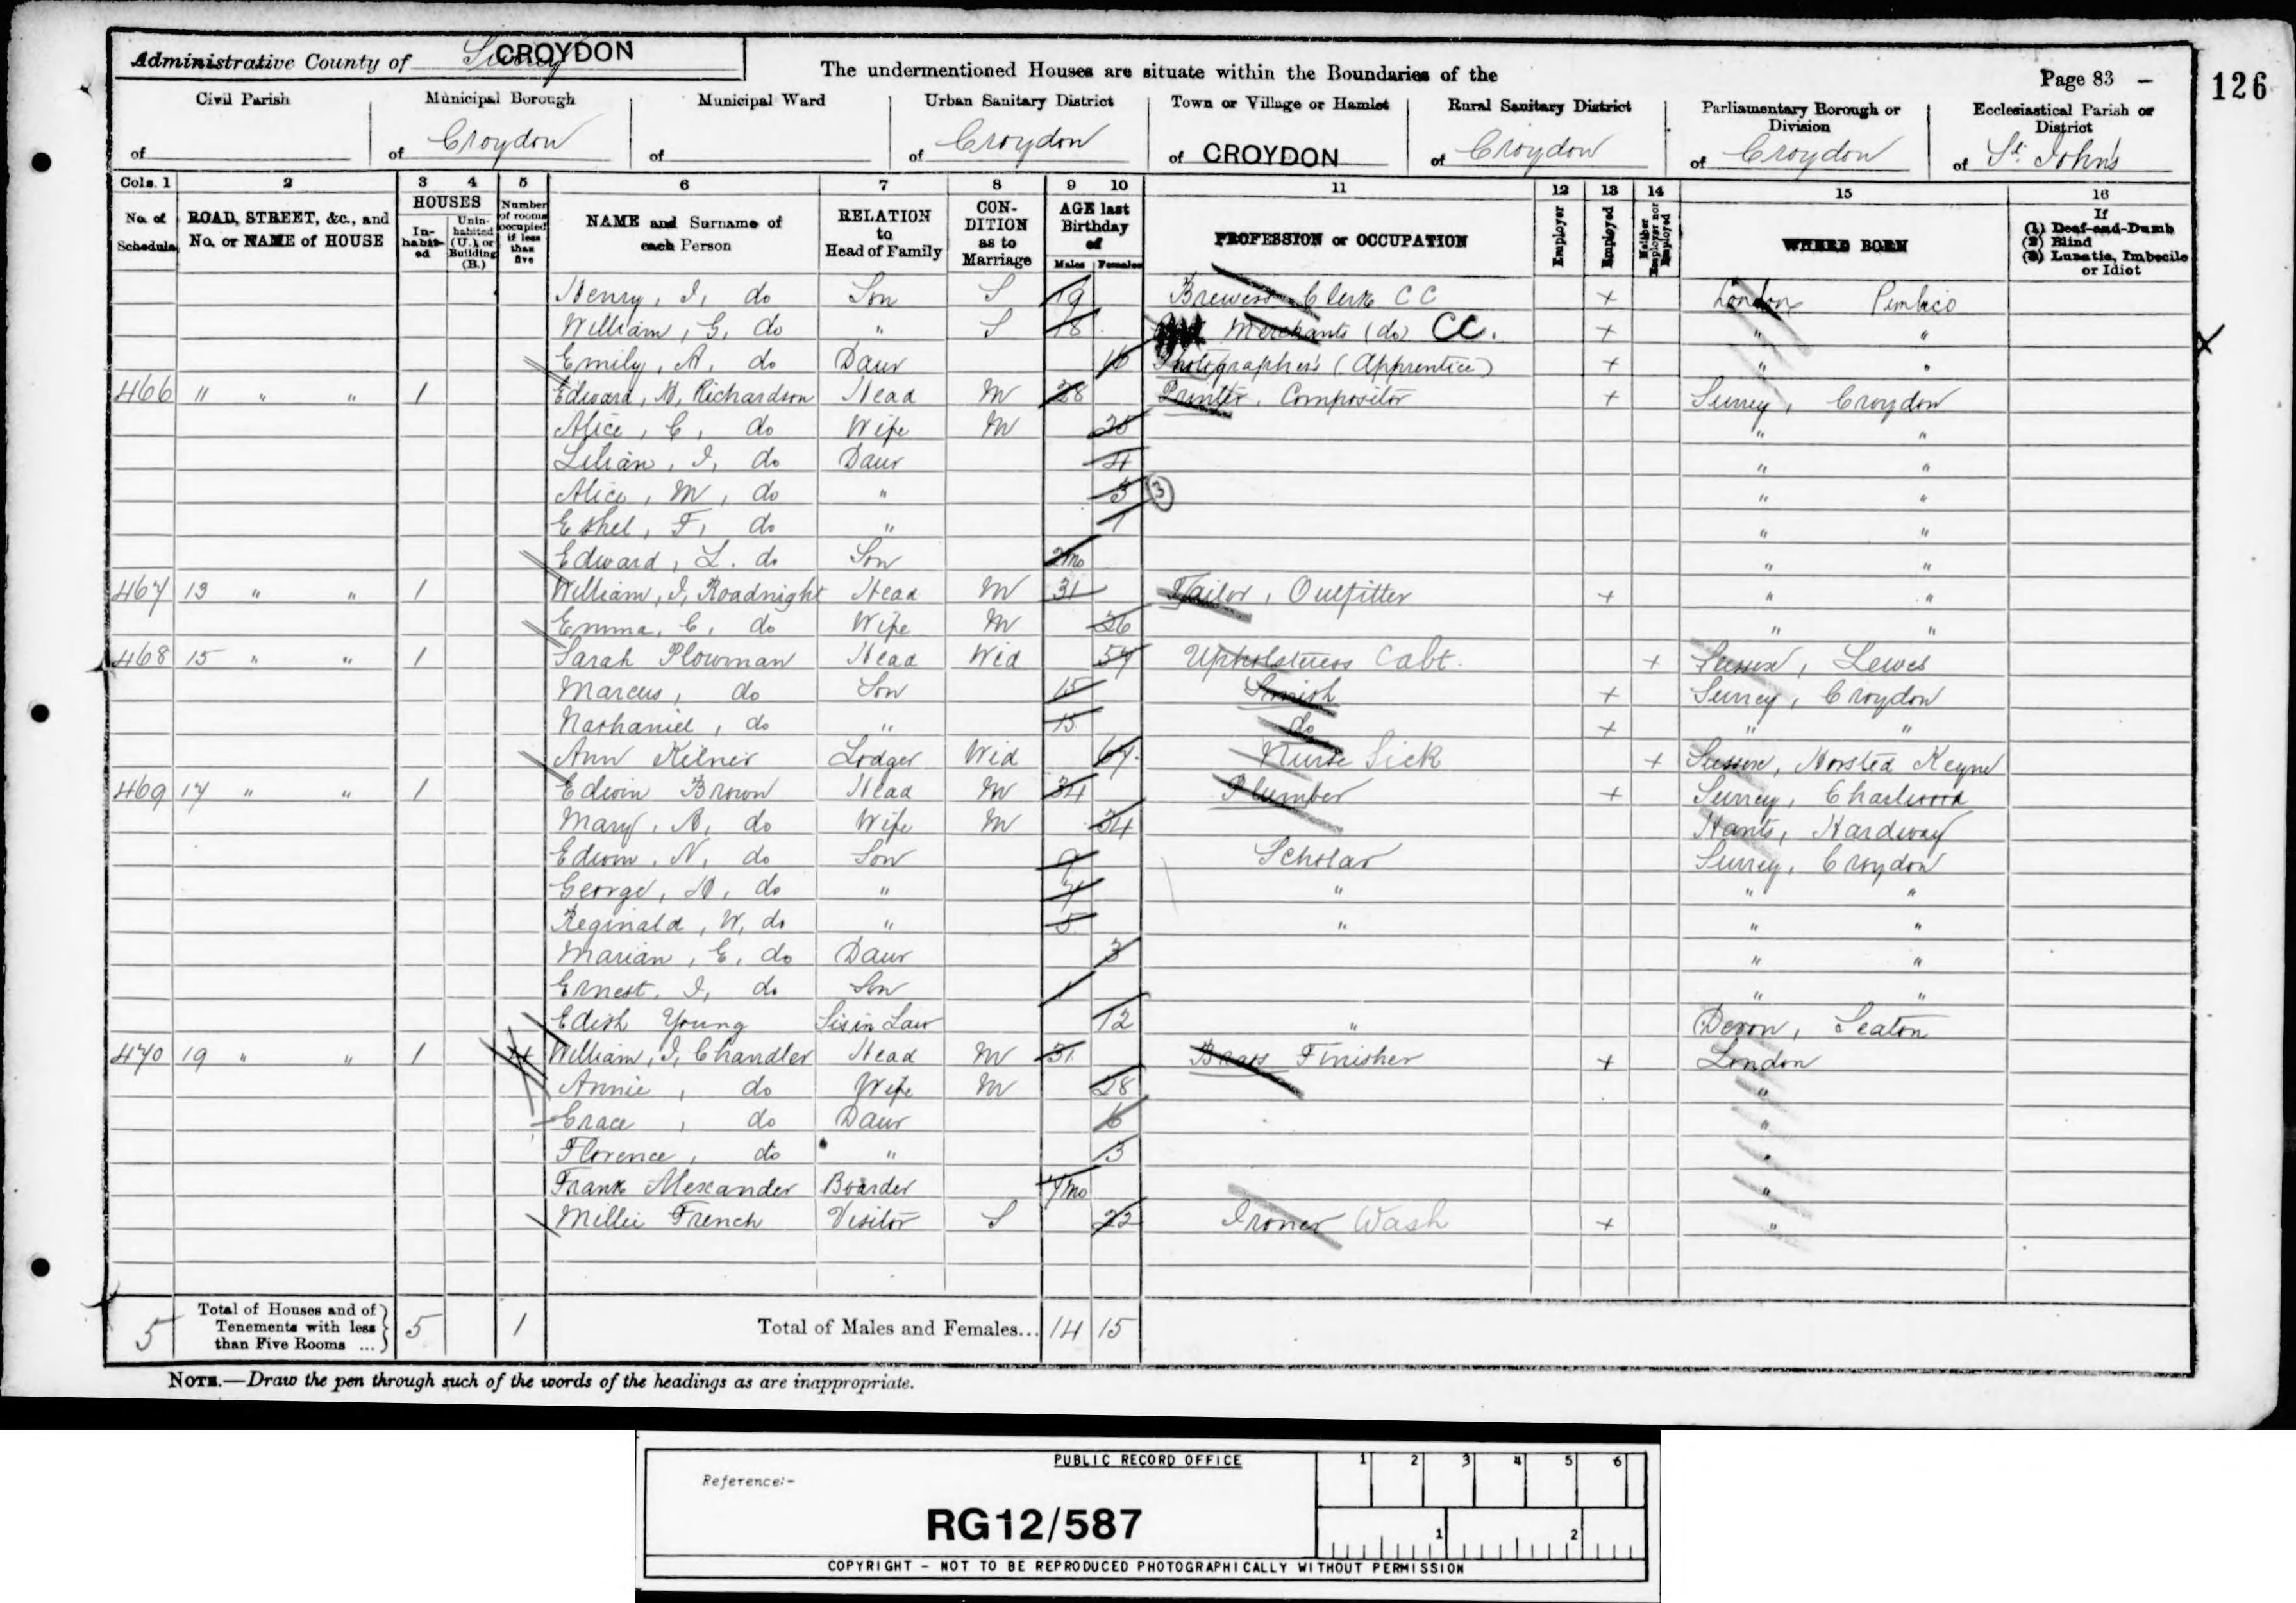 Administrative County of Surrey CROYDON
The undermentioned Houses are situate within the Boundaries of the
Page 83
126
Civil Parish of
Municipal Borough of Croydon
Municipal Ward of
Urban Sanitary District of Croydon
Town or Village or Hamlet of CROYDON
Rural Sanitary District of Croydon
Parliamentary Borough or Division of Croydon
Ecclesiastical Parish or District of St. John's
Cols. 1 2 3 4 5 6 7 8 9 10 11 12 13 14 15 16
No. of Schedule
ROAD, STREET, &c., and No. or NAME of HOUSE
HOUSES
Inhabited
Uninhabited (U.), or Building (B.)
Number of rooms occupied if less than five
NAME and Surname of each Person
RELATION to Head of Family
CONDITION as to Marriage
AGE last Birthday of
Males Females
PROFESSION or OCCUPATION
Employer
Employed
Neither Employer nor Employed
WHERE BORN
If (1) Deaf-and-Dumb (2) Blind (3) Lunatic, Imbecile or Idiot
Henry, J, do Son S 19 Brewers Clerk CC + London Pimlico
William, G, do " S 18 Merchants (do) CC. + " "
Emily, A, do Daur 16 Photographers (Apprentice) + " "
466 11 " " 1 Edward, H, Richardson Head M 28 Printer, Compositor + Surrey, Croydon
Alice, C, do Wife M " "
Lilian, J, do Daur 4 " "
Alice, M, do " 3 (3) " "
Ethel, F, do " 1 " "
Edward, L. do Son 2mo " "
467 13 " " 1 William, J, Roadnight Head M 31 Tailor, Outfitter + " "
Emma, C, do Wife M 26 " "
468 15 " " 1 Sarah Plowman Head Wid 57 Upholsteress Cabt. + Sussex, Lewes
Marcus, do Son 15 Smith + Surrey, Croydon
Nathaniel, do " 15 do + " "
Ann Kilner Lodger Wid 67 Nurse Sick + Sussex, Horsted Keyne
469 17 " " 1 Edwin Brown Head M 34 Plumber + Surrey, Charlwood
Mary, A, do Wife M 34 Hants, Hardway
Edwin, N, do Son 9 Scholar Surrey, Croydon
George, H, do " 7 " " "
Reginald, W, do " 5 " " "
Marian, E, do Daur 3 " "
Ernest, J, do Son 1 " "
Edith Young Sis in Law 12 " Devon, Seaton
470 19 " " 1 4 William, J, Chandler Head M 31 Brass Finisher + London
Annie, do Wife M 28 "
Grace, do Daur 6 "
Florence, do " 3 "
Frank Alexander Boarder 7mo "
Millie French Visitor S 22 Ironer Wash + "
5 Total of Houses and of Tenements with less than Five Rooms ... 5 1 Total of Males and Females... 14 15
NOTE.—Draw the pen through such of the words of the headings as are inappropriate.
PUBLIC RECORD OFFICE
1 2 3 4 5 6
Reference:-
RG12/587
1 2
COPYRIGHT - NOT TO BE REPRODUCED PHOTOGRAPHICALLY WITHOUT PERMISSION